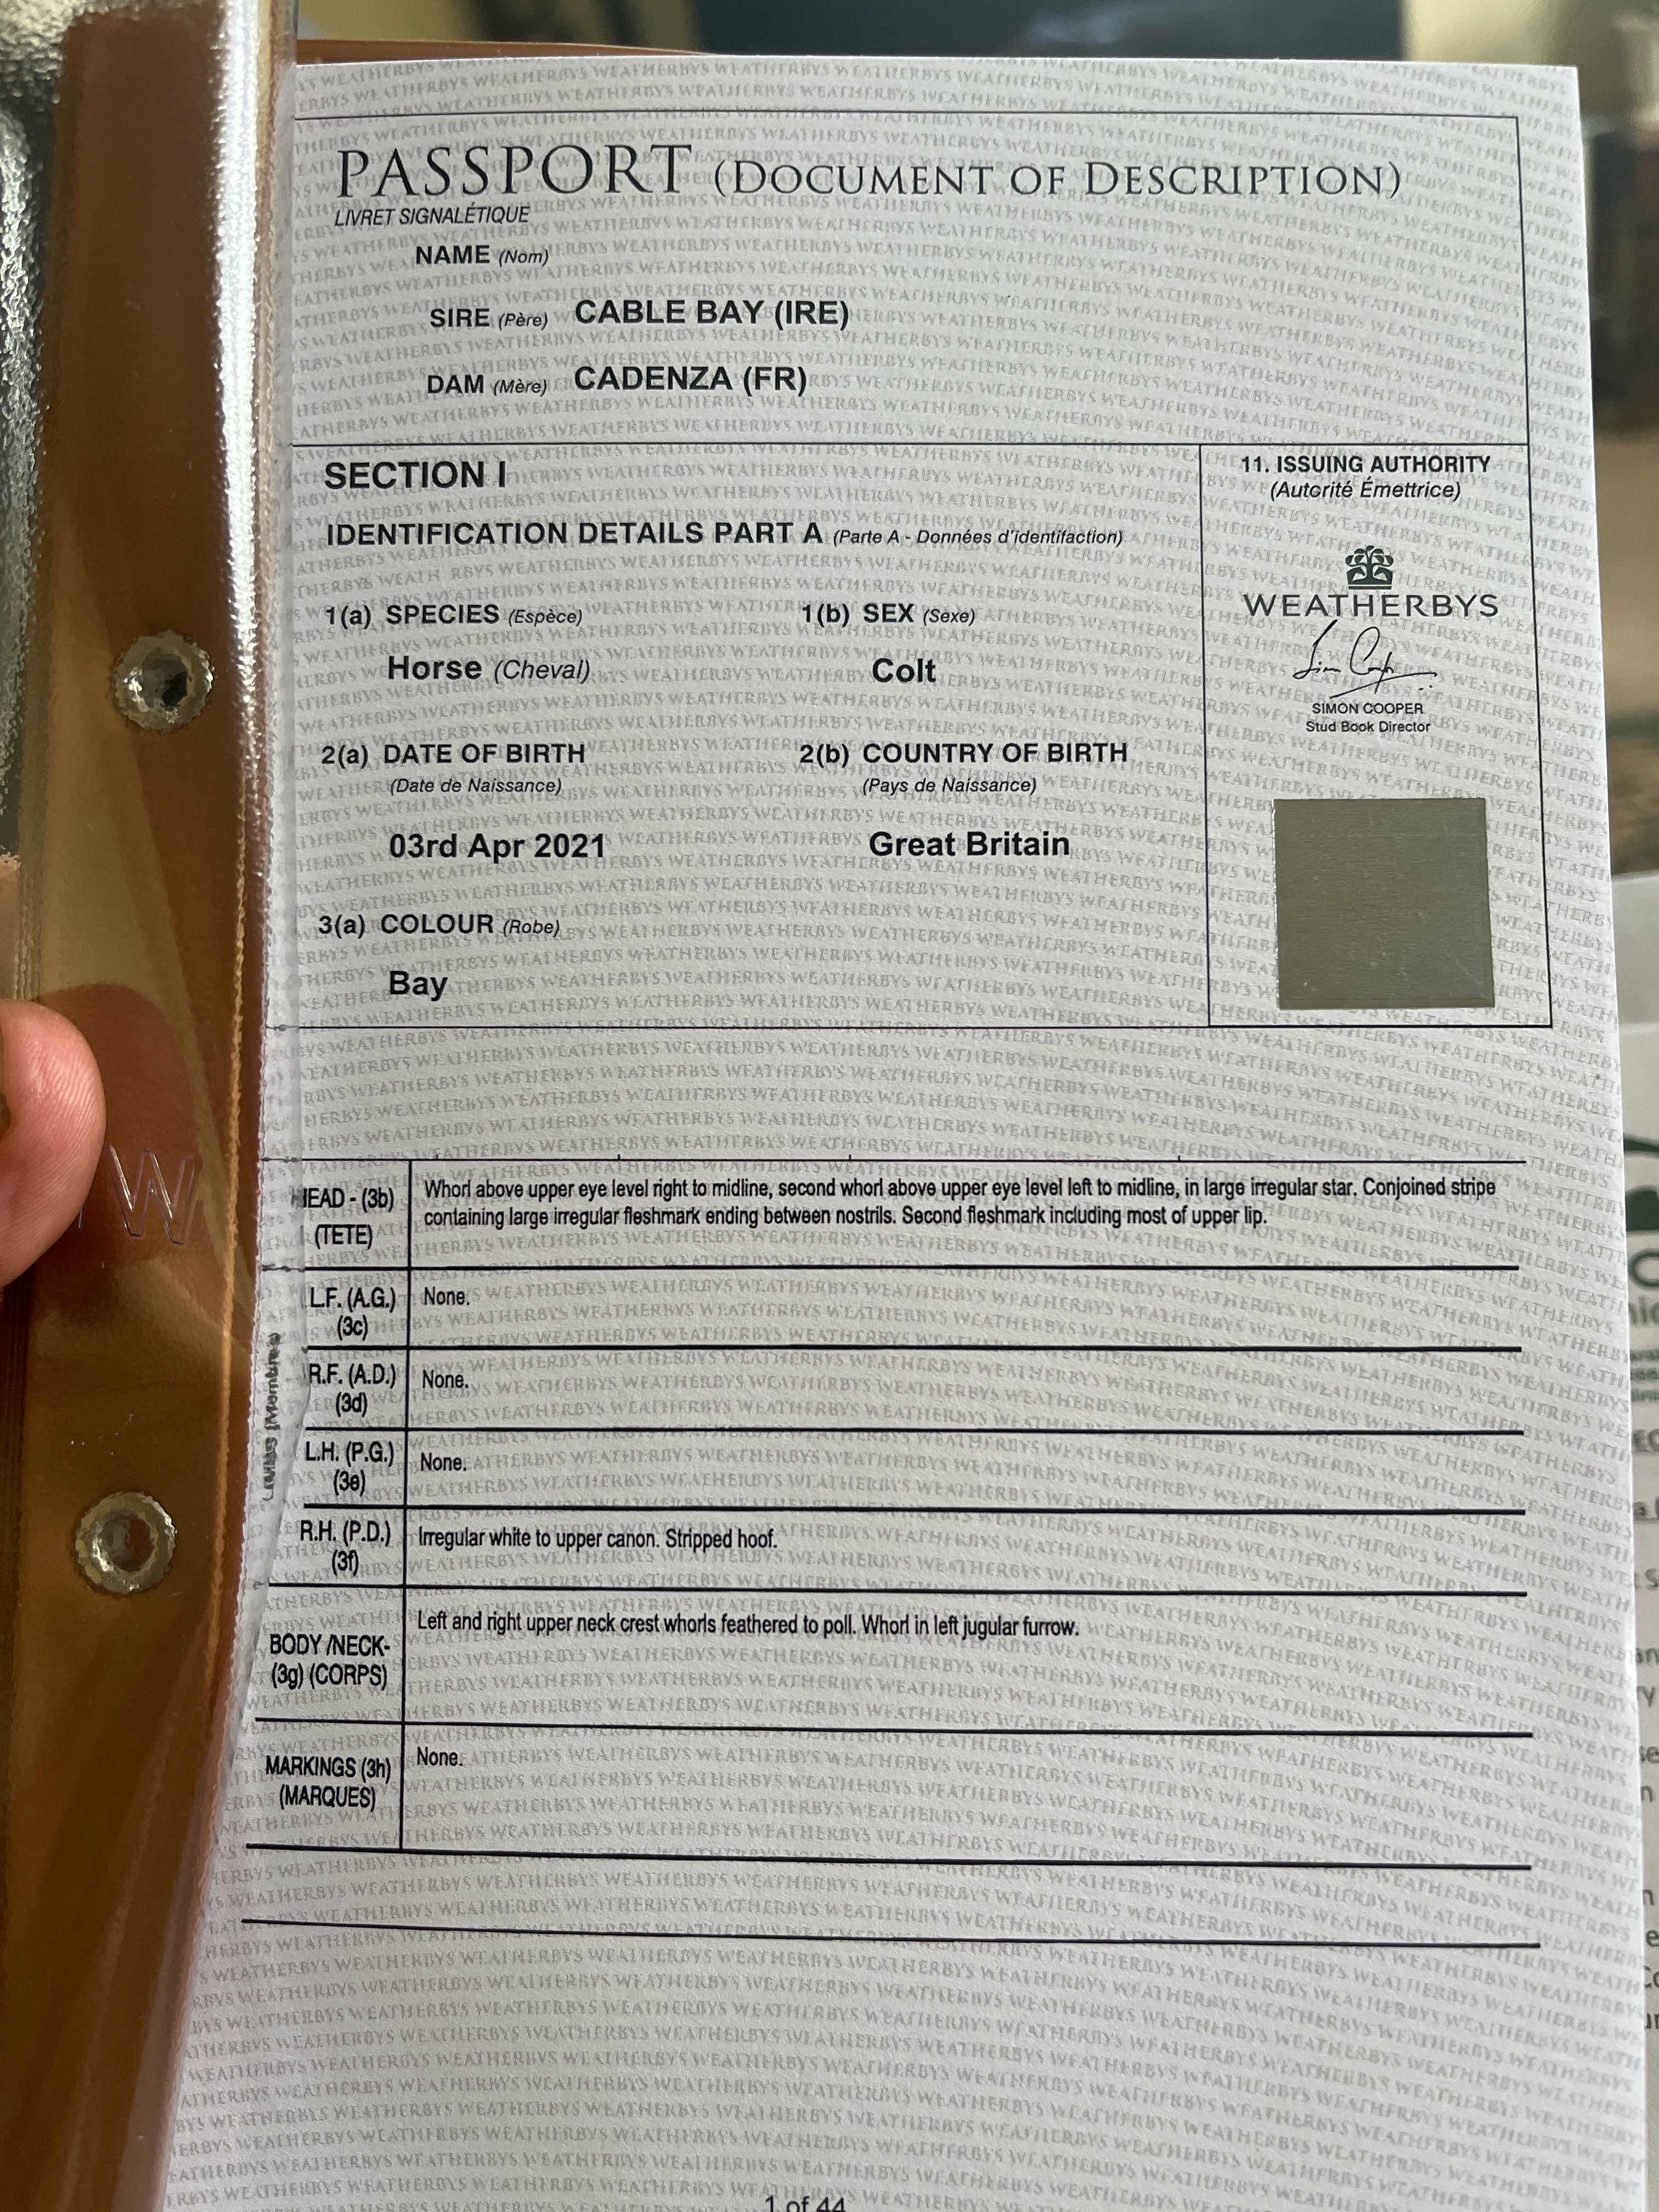 PASSPORT (DOCUMENT OF DESCRIPTION)
LIVRET SIGNALÉTIQUE
NAME (Nom)
SIRE (Père) CABLE BAY (IRE)
DAM (Mère) CADENZA (FR)
SECTION I
IDENTIFICATION DETAILS PART A (Parte A - Données d'identifaction)
1(a) SPECIES (Espèce) 1(b) SEX (Sexe)
Horse (Cheval) Colt
2(a) DATE OF BIRTH 2(b) COUNTRY OF BIRTH
(Date de Naissance) (Pays de Naissance)
03rd Apr 2021 Great Britain
3(a) COLOUR (Robe)
Bay
11. ISSUING AUTHORITY
(Autorité Émettrice)
WEATHERBYS
SIMON COOPER
Stud Book Director
HEAD - (3b)
(TETE)
Whorl above upper eye level right to midline, second whorl above upper eye level left to midline, in large irregular star. Conjoined stripe
containing large irregular fleshmark ending between nostrils. Second fleshmark including most of upper lip.
LIMBS (Membres
L.F. (A.G.) None.
(3c)
R.F. (A.D.) None.
(3d)
L.H. (P.G.) None.
(3e)
R.H. (P.D.) Irregular white to upper canon. Stripped hoof.
(3f)
Left and right upper neck crest whorls feathered to poll. Whorl in left jugular furrow.
BODY /NECK-
(3g) (CORPS)
MARKINGS (3h) None.
(MARQUES)
1 of 44
W